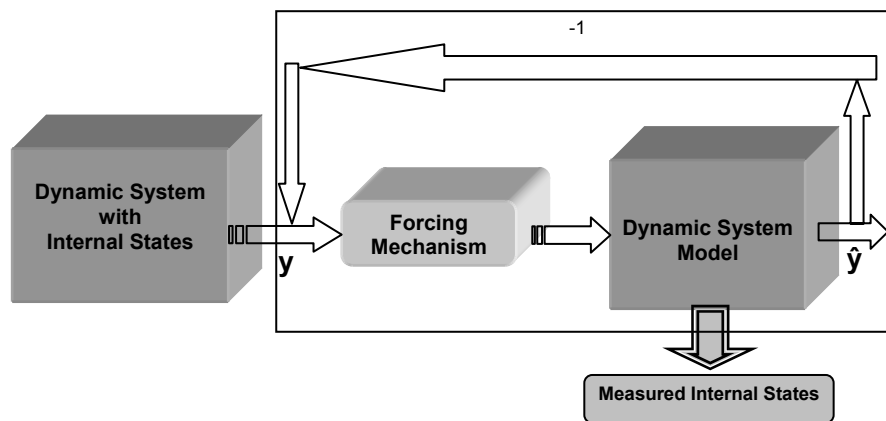 -1
Dynamic System
with
Internal States
y
Forcing
Mechanism
Dynamic System
Model
ŷ
Measured Internal States